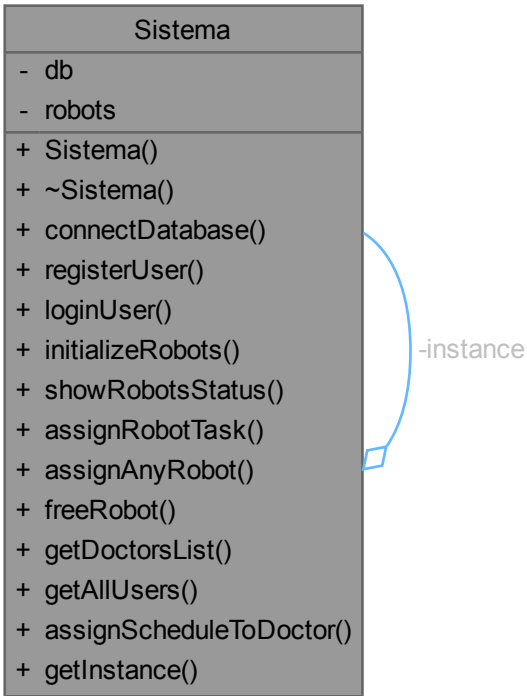 Sistema
- db
- robots
+ Sistema()
+ ~Sistema()
+ connectDatabase()
+ registerUser()
+ loginUser()
+ initializeRobots()
+ showRobotsStatus()
+ assignRobotTask()
+ assignAnyRobot()
+ freeRobot()
+ getDoctorsList()
+ getAllUsers()
+ assignScheduleToDoctor()
+ getInstance()
-instance